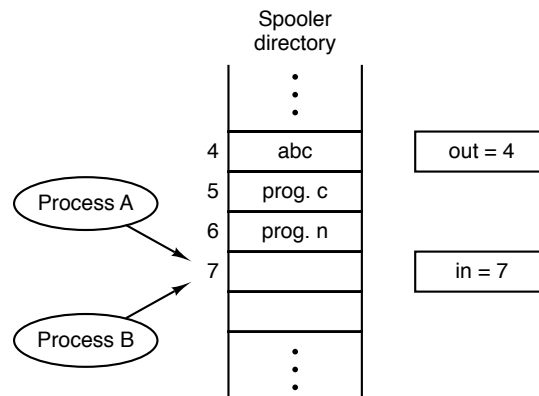 Spooler
directory
4
abc
out = 4
5
prog. c
Process A
6
prog. n
7
in = 7
Process B